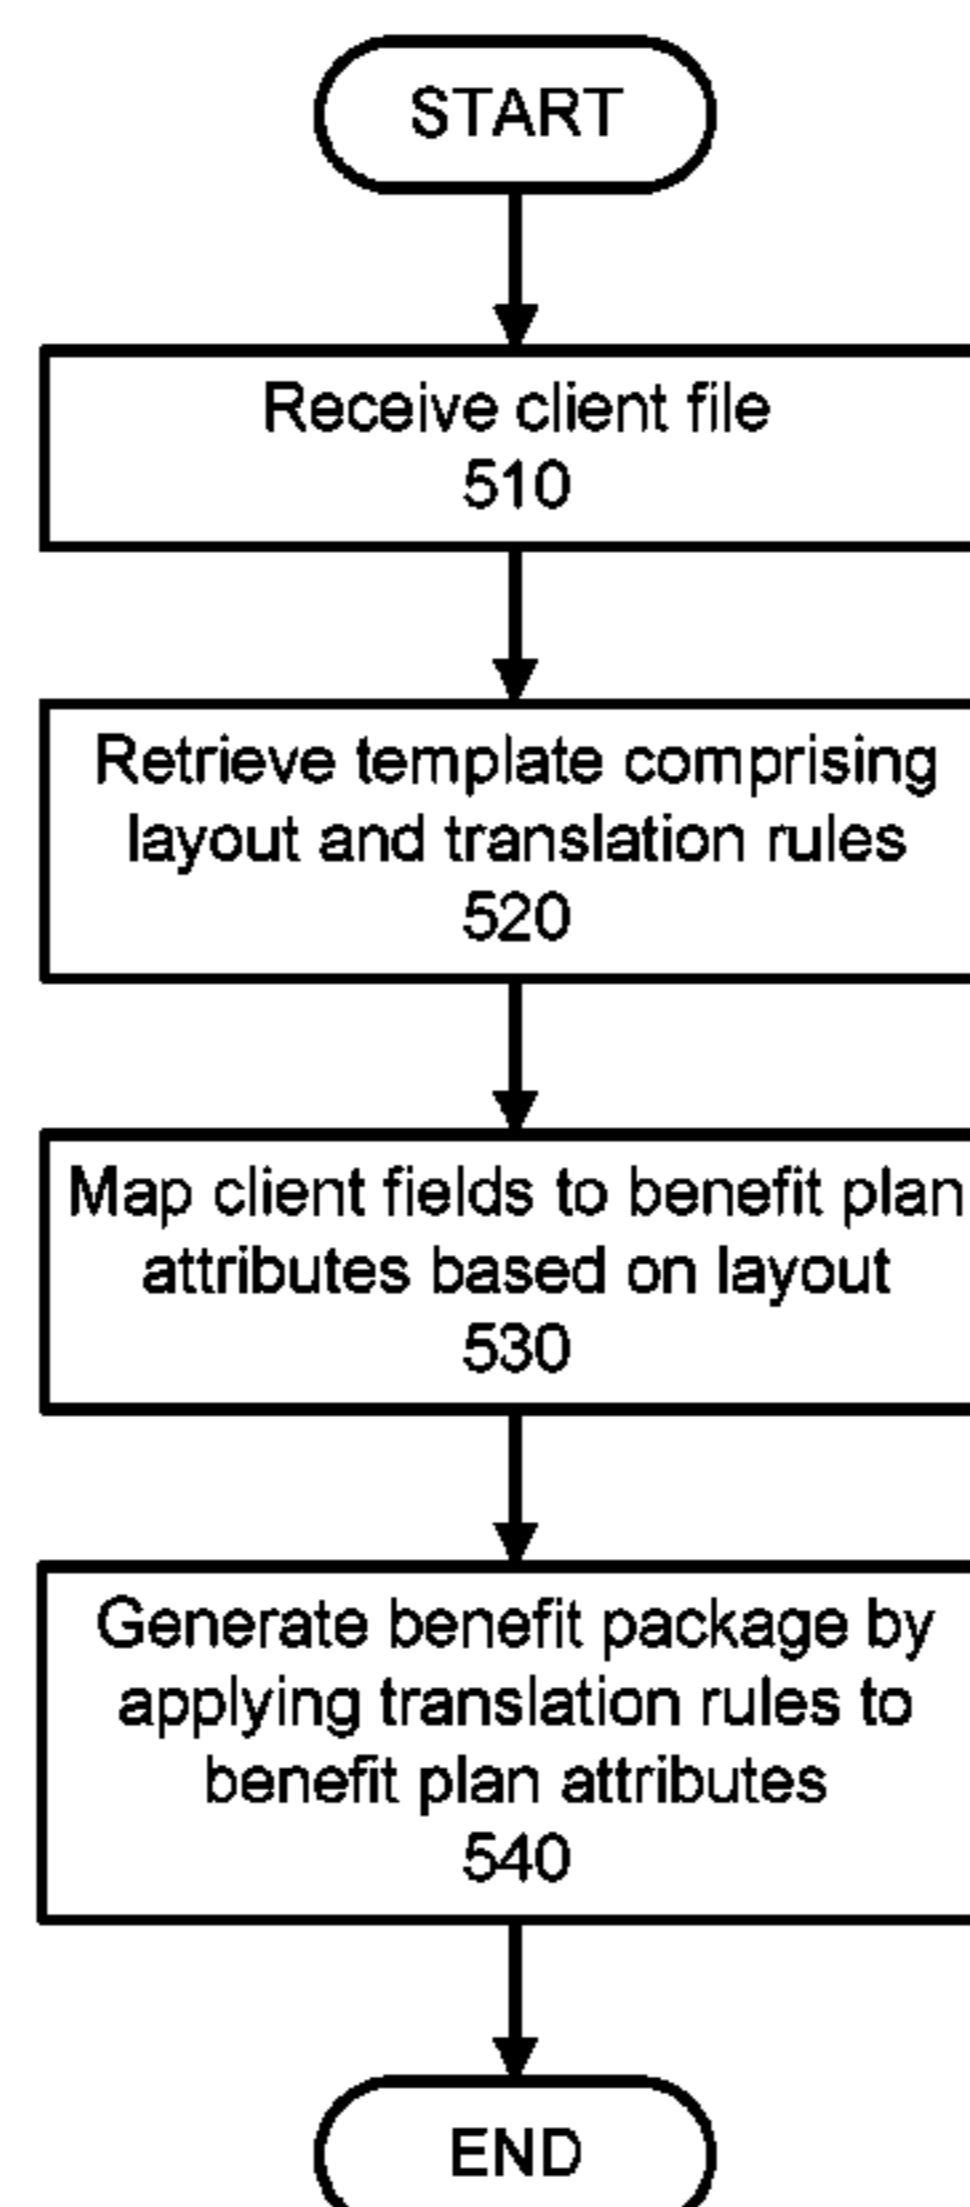 START
Receive client file
510
Retrieve template comprising
layout and translation rules
520
Map client fields to benefit plan
attributes based on layout
530
Generate benefit package by
applying translation rules to
benefit plan attributes
540
END